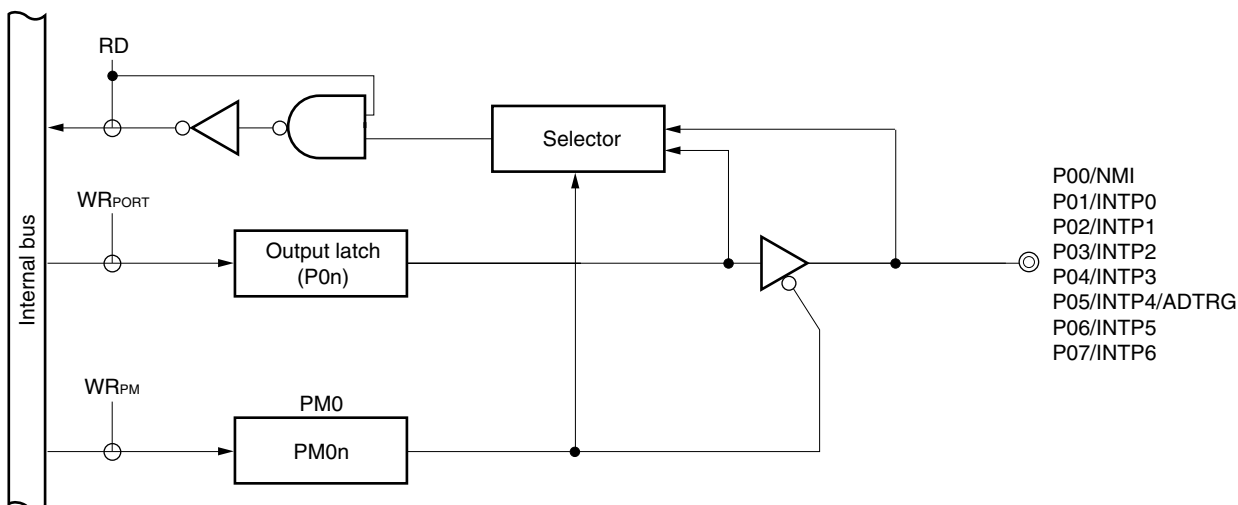 RD
Selector
P00/NMI
P01/INTP0
P02/INTP1
P03/INTP2
P04/INTP3
P05/INTP4/ADTRG
P06/INTP5
P07/INTP6
WRPORT
Internal bus
Output latch
(P0n)
WRPM
PM0
PM0n